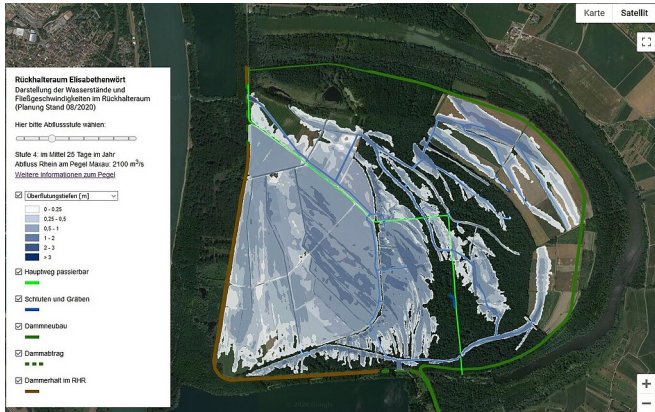 Karte Satellit
Rückhalteraum Elisabethenwört
Darstellung der Wasserstände und
Fließgeschwindigkeiten im Rückhalteraum
(Planung Stand 08/2020)
Hier bitte Abflussstufe wählen:
Stufe 4: Im Mittel 25 Tage im Jahr
Abfluss Rhein am Pegel Maxau: 2100 m³/s
Weitere Informationen zum Pegel
Überflutungstiefen [m]
0 - 0,25
0,25 - 0,5
0,5 - 1
1 - 2
2 - 3
> 3
Hauptweg passierbar
Schluten und Gräben
Dammneubau
Dammabtrag
Dammerhalt im RHR
+
−